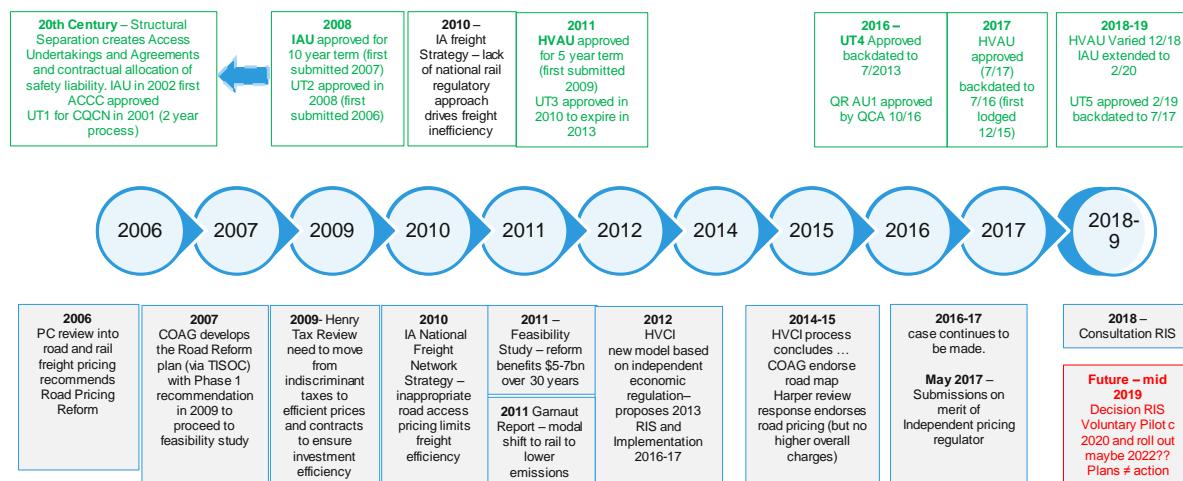 20th Century – Structural
Separation creates Access
Undertakings and Agreements
and contractual allocation of
safety liability. IAU in 2002 first
ACCC approved
UT1 for CQCN in 2001 (2 year
process)
2008
IAU approved for
10 year term (first
submitted 2007)
UT2 approved in
2008 (first
submitted 2006)
2010 –
IA freight
Strategy – lack
of national rail
regulatory
approach
drives freight
inefficiency
2011
HVAU approved
for 5 year term
(first submitted
2009)
UT3 approved in
2010 to expire in
2013
2016 –
UT4 Approved
backdated to
7/2013
QR AU1 approved
by QCA 10/16
2017
HVAU
approved
(7/17)
backdated to
7/16 (first
lodged
12/15)
2018-19
HVAU Varied 12/18
IAU extended to
2/20
UT5 approved 2/19
backdated to 7/17
2006
2007
2009
2010
2011
2012
2014
2015
2016
2017
2018-
9
2006
PC review into
road and rail
freight pricing
recommends
Road Pricing
Reform
2007
COAG develops
the Road Reform
plan (via TISOC)
with Phase 1
recommendation
in 2009 to
proceed to
feasibility study
2009- Henry
Tax Review
need to move
from
indiscriminant
taxes to
efficient prices
and contracts
to ensure
investment
efficiency
2010
IA National
Freight
Network
Strategy –
inappropriate
road access
pricing limits
freight
efficiency
2011 –
Feasibility
Study – reform
benefits $5-7bn
over 30 years
2011 Garnaut
Report – modal
shift to rail to
lower
emissions
2012
HVCI
new model based
on independent
economic
regulation–
proposes 2013
RIS and
Implementation
2016-17
2014-15
HVCI process
concludes …
COAG endorse
road map
Harper review
response endorses
road pricing (but no
higher overall
charges)
2016-17
case continues to
be made.
May 2017 –
Submissions on
merit of
Independent pricing
regulator
2018 –
Consultation RIS
Future – mid
2019
Decision RIS
Voluntary Pilot c
2020 and roll out
maybe 2022??
Plans ≠ action